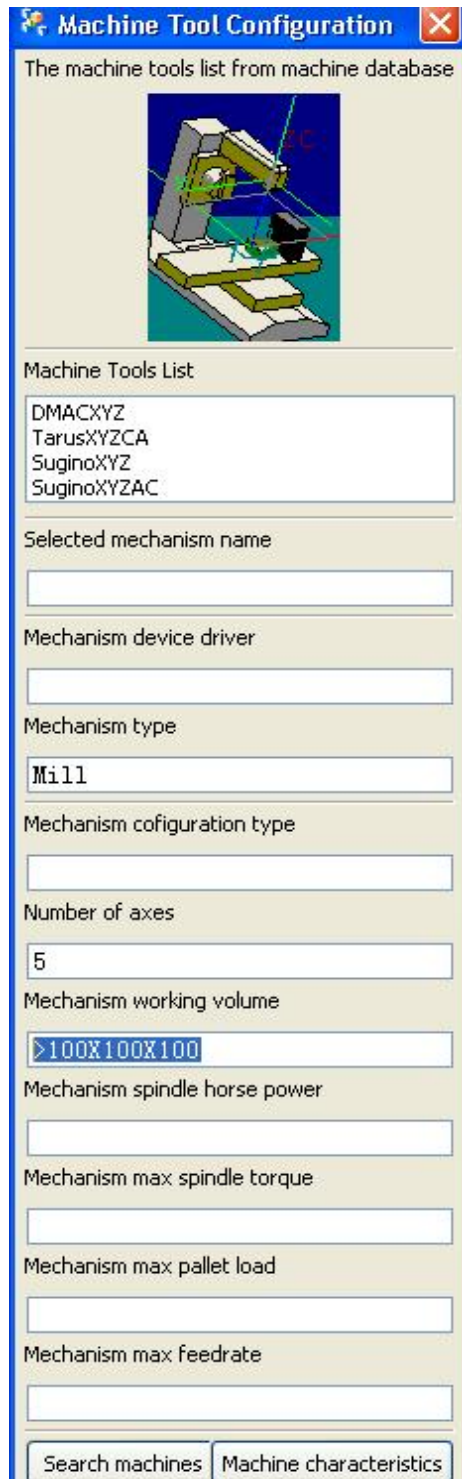 Machine Tool Configuration
The machine tools list from machine database
ZC
Machine Tools List
DMACXYZ
TarusXYZCA
SuginoXYZ
SuginoXYZAC
Selected mechanism name
Mechanism device driver
Mechanism type
Mill
Mechanism cofiguration type
Number of axes
5
Mechanism working volume
>100X100X100
Mechanism spindle horse power
Mechanism max spindle torque
Mechanism max pallet load
Mechanism max feedrate
Search machines Machine characteristics